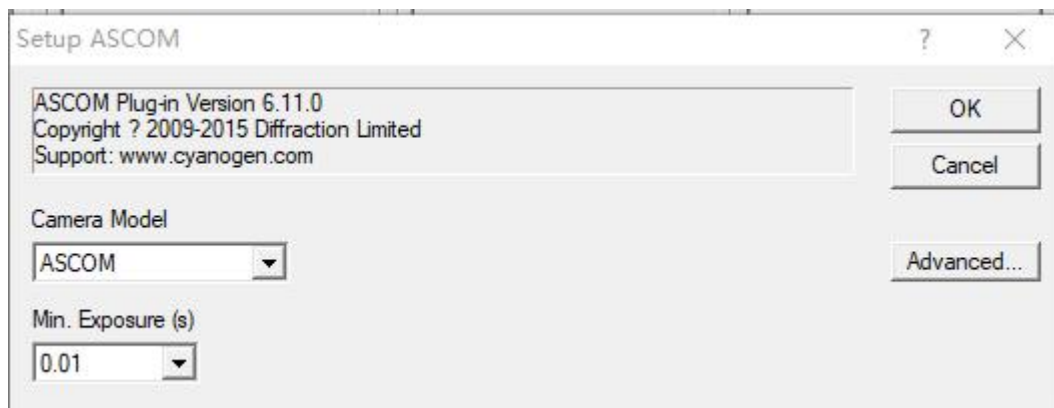 Setup ASCOM
?
ASCOM Plug-in Version 6.11.0
Copyright ? 2009-2015 Diffraction Limited
Support: www.cyanogen.com
OK
Cancel
Camera Model
ASCOM
Advanced...
Min. Exposure (s)
0.01